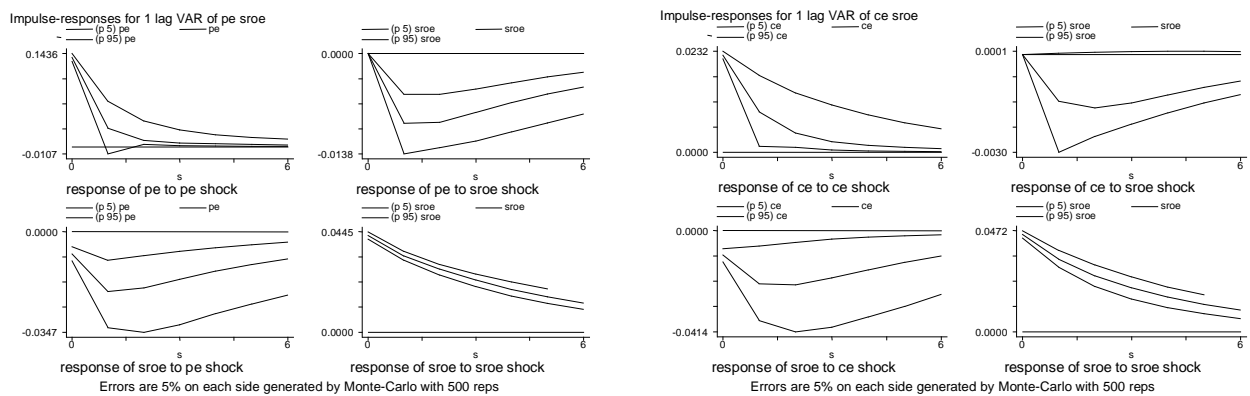 Impulse-responses for 1 lag VAR of pe sroe
(p 5) pe
pe
(p 95) pe
0.1436
-0.0107
0
6
s
response of pe to pe shock
(p 5) sroe
sroe
(p 95) sroe
0.0000
-0.0138
0
6
s
response of pe to sroe shock
(p 5) pe
pe
(p 95) pe
0.0000
-0.0347
0
6
s
response of sroe to pe shock
(p 5) sroe
sroe
(p 95) sroe
0.0445
0.0000
0
6
s
response of sroe to sroe shock
Errors are 5% on each side generated by Monte-Carlo with 500 reps
Impulse-responses for 1 lag VAR of ce sroe
(p 5) ce
ce
(p 95) ce
0.0232
0.0000
0
6
s
response of ce to ce shock
(p 5) sroe
sroe
(p 95) sroe
0.0001
-0.0030
0
6
s
response of ce to sroe shock
(p 5) ce
ce
(p 95) ce
0.0000
-0.0414
0
6
s
response of sroe to ce shock
(p 5) sroe
sroe
(p 95) sroe
0.0472
0.0000
0
6
s
response of sroe to sroe shock
Errors are 5% on each side generated by Monte-Carlo with 500 reps